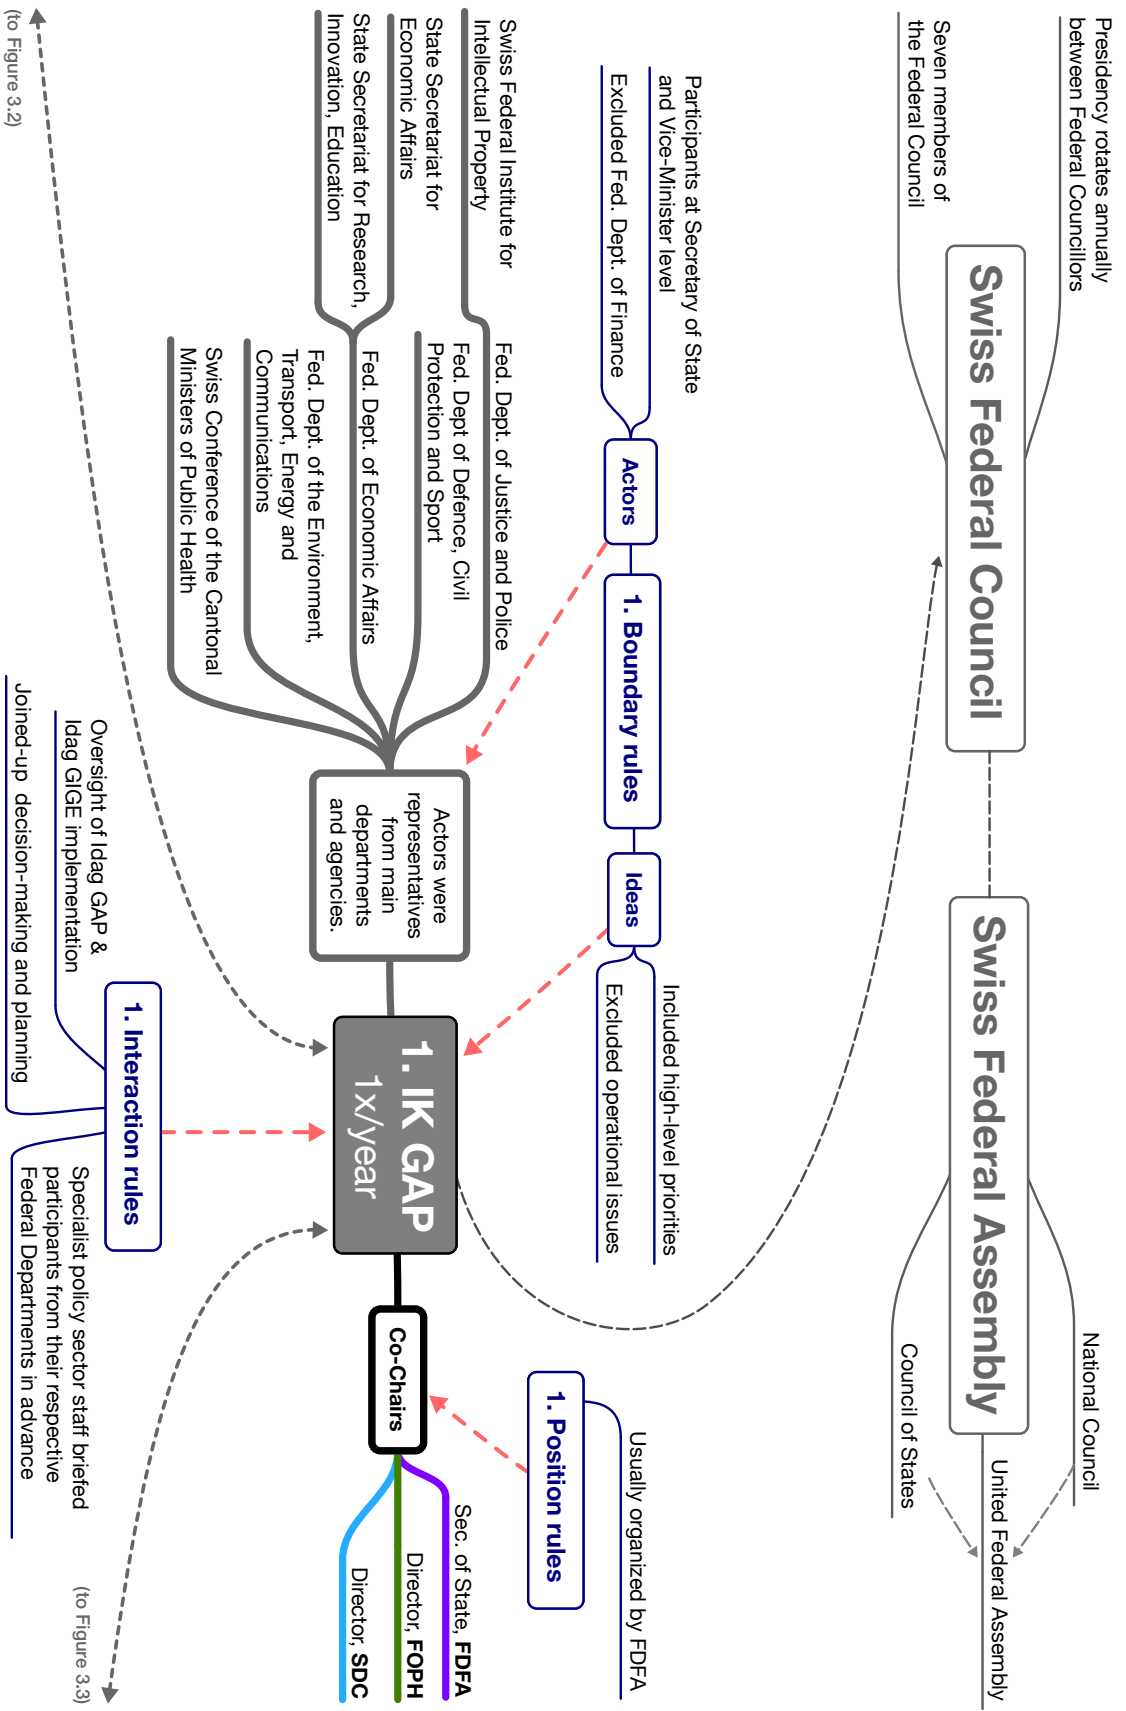 Presidency rotates annually
between Federal Councillors
Seven members of
the Federal Council
Swiss Federal Council
Swiss Federal Assembly
National Council
United Federal Assembly
Council of States
Participants at Secretary of State
and Vice-Minister level
Excluded Fed. Dept. of Finance
Actors
1. Boundary rules
Ideas
Included high-level priorities
Excluded operational issues
Usually organized by FDFA
1. Position rules
Swiss Federal Institute for
Intellectual Property
State Secretariat for
Economic Affairs
State Secretariat for Research,
Innovation, Education
Fed. Dept. of Justice and Police
Fed. Dept of Defence, Civil
Protection and Sport
Fed. Dept. of Economic Affairs
Fed. Dept. of the Environment,
Transport, Energy and
Communications
Swiss Conference of the Cantonal
Ministers of Public Health
Actors were
representatives
from main
departments
and agencies.
1. IK GAP
1x/year
Co-Chairs
Sec. of State, FDFA
Director, FOPH
Director, SDC
1. Interaction rules
Oversight of Idag GAP &
Idag GIGE implementation
Joined-up decision-making and planning
Specialist policy sector staff briefed
participants from their respective
Federal Departments in advance
(to Figure 3.2)
(to Figure 3.3)